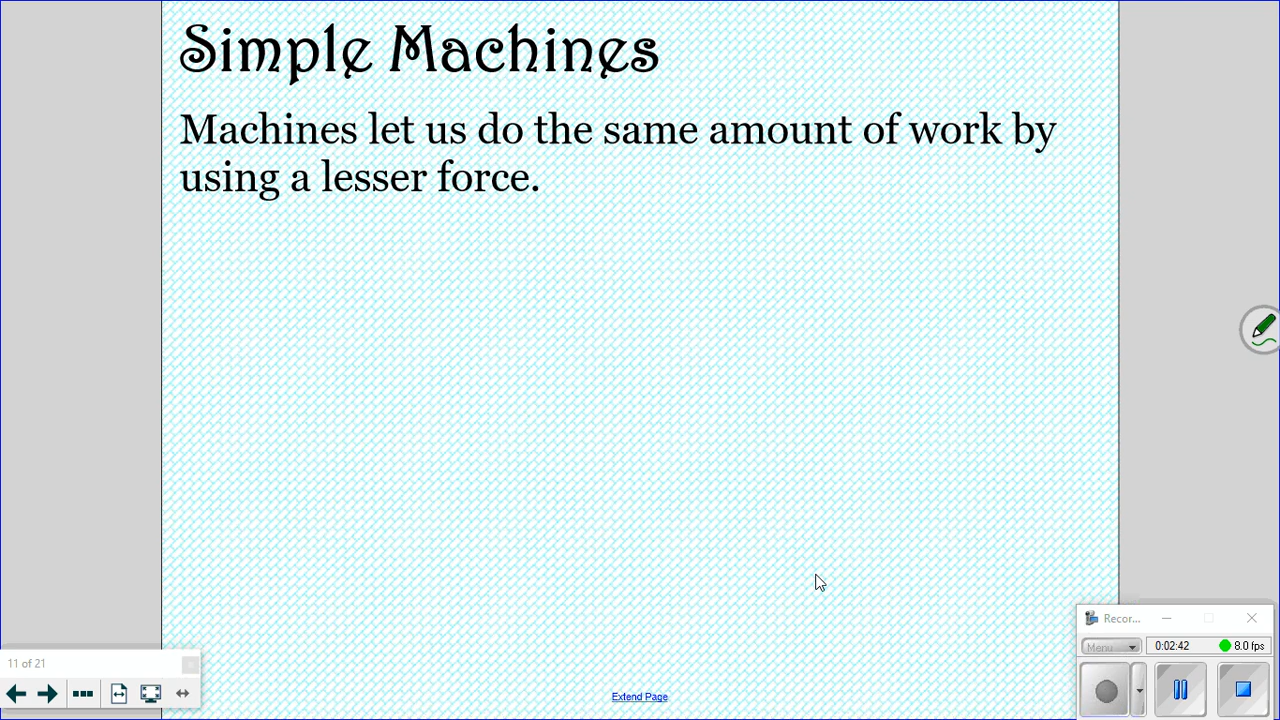 Simple Machines
Machines let us do the same amount of work by
using a lesser force.
Recor...
Menu
0:02:42
8.0 fps
11 of 21
Extend Page